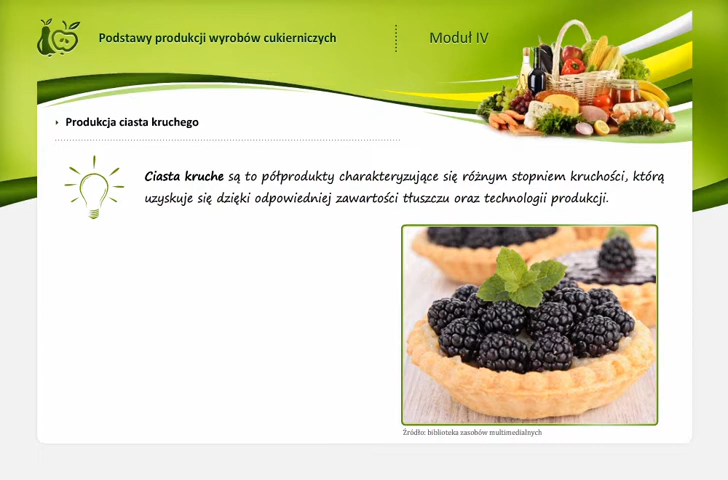 Podstawy produkcji wyrobów cukierniczych
Moduł IV
Produkcja ciasta kruchego
Ciasta kruche są to półprodukty charakteryzujące się różnym stopniem kruchości, którą
uzyskuje się dzięki odpowiedniej zawartości tłuszczu oraz technologii produkcji.
Źródło: biblioteka zasobów multimedialnych